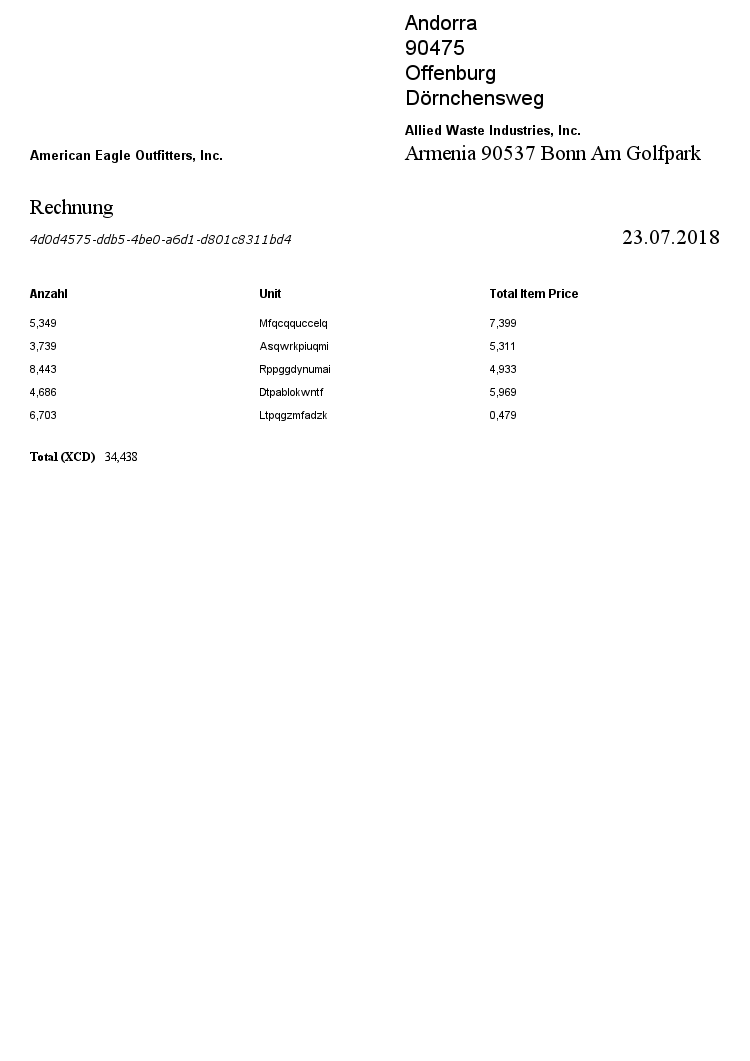 Andorra
90475
Offenburg
Dörnchensweg
Allied Waste Industries, Inc.
American Eagle Outfitters, Inc.
Armenia 90537 Bonn Am Golfpark
Rechnung
4d0d4575-ddb5-4be0-a6d1-d801c8311bd4 23.07.2018
Anzahl Unit Total Item Price
5,349 Mfqcqquccelq 7,399
3,739 Asqwrkpiuqmi 5,311
8,443 Rppggdynumai 4,933
4,686 Dtpablokwntf 5,969
6,703 Ltpqgzmfadzk 0,479
Total (XCD) 34,438